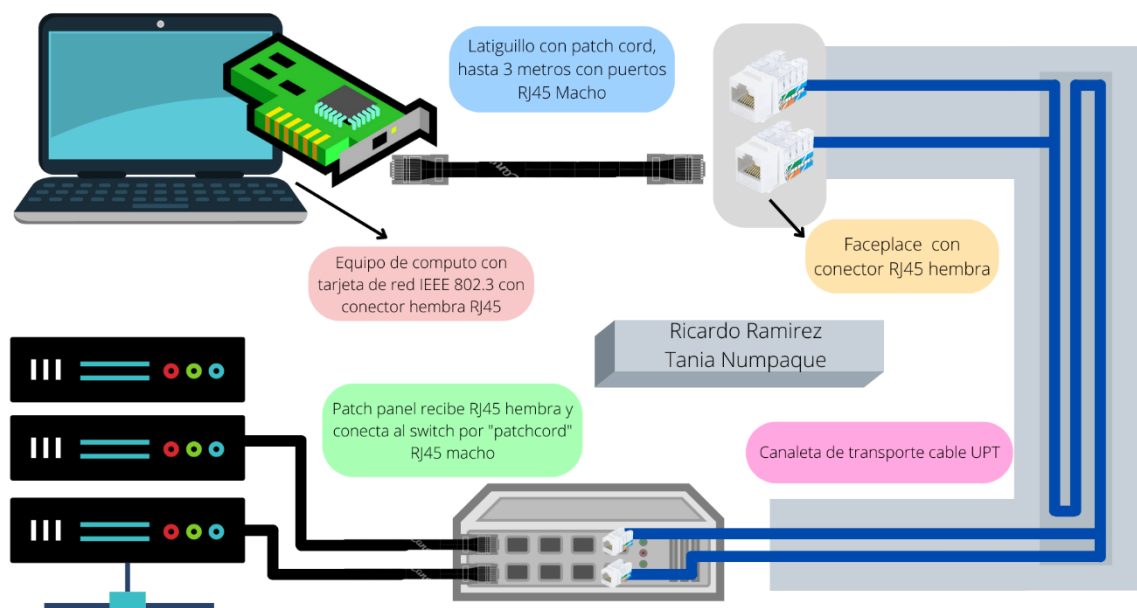 Latiguillo con patch cord,
hasta 3 metros con puertos
RJ45 Macho
Equipo de computo con
tarjeta de red IEEE 802.3 con
conector hembra RJ45
Faceplace con
conector RJ45 hembra
Ricardo Ramirez
Tania Numpaque
Patch panel recibe RJ45 hembra y
conecta al switch por "patchcord"
RJ45 macho
Canaleta de transporte cable UPT